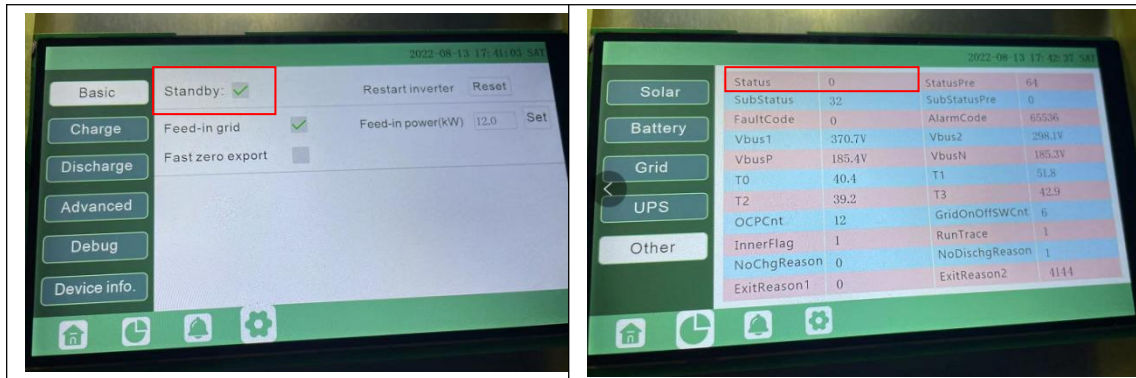 2022-08-13 17:41:03 SAT
Basic
Standby:
Restart inverter Reset
Charge
Feed-in grid
Feed-in power(kW) 12.0 Set
Discharge
Fast zero export
Advanced
Debug
Device info.
2022-08-13 17:42:37 SAT
Solar
Battery
Grid
UPS
Other
Status 0 StatusPre 64
SubStatus 32 SubStatusPre 0
FaultCode 0 AlarmCode 65536
Vbus1 370.7V Vbus2 298.1V
VbusP 185.4V VbusN 185.3V
T0 40.4 T1 51.8
T2 39.2 T3 42.9
OCPCnt 12 GridOnOffSWCnt 6
InnerFlag 1 RunTrace 1
NoChgReason 0 NoDischgReason 1
ExitReason1 0 ExitReason2 4144